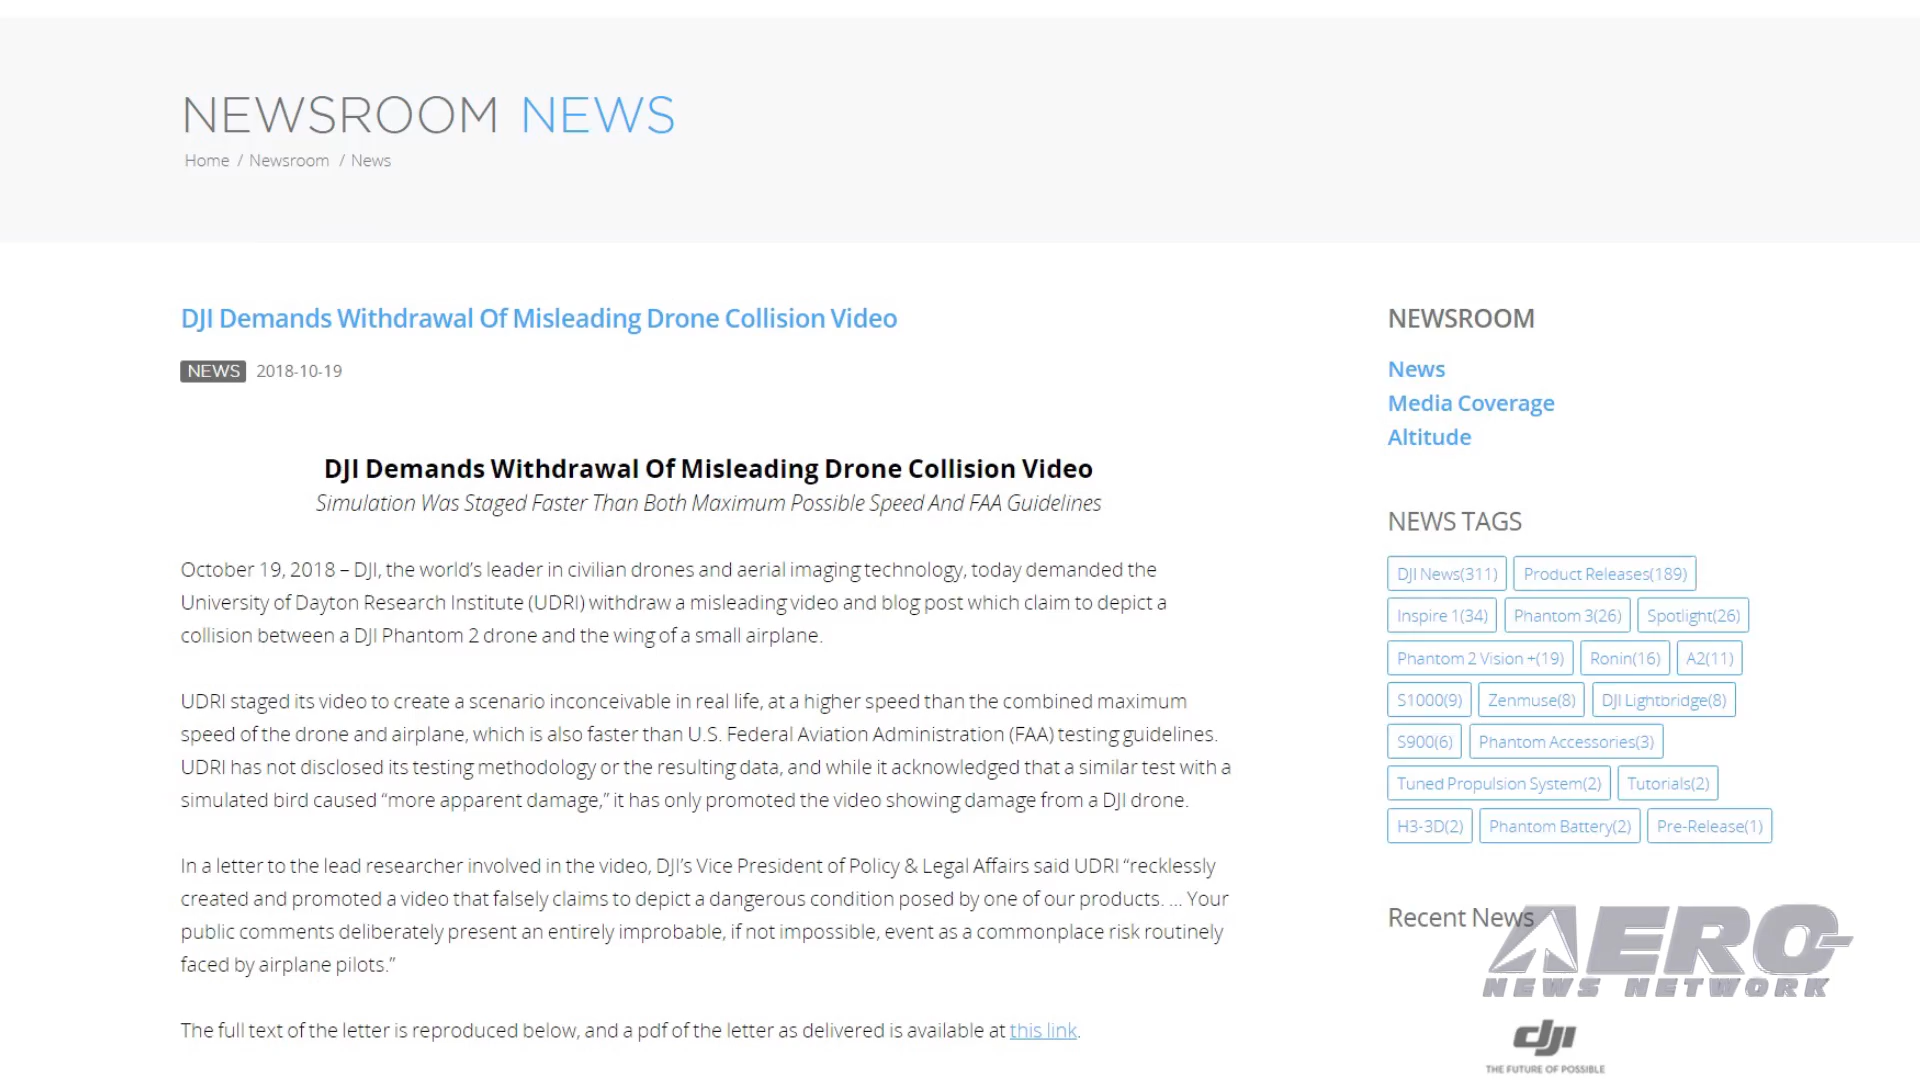 NEWSROOM NEWS
Home / Newsroom / News
DJI Demands Withdrawal Of Misleading Drone Collision Video
NEWS 2018-10-19
DJI Demands Withdrawal Of Misleading Drone Collision Video
Simulation Was Staged Faster Than Both Maximum Possible Speed And FAA Guidelines
October 19, 2018 – DJI, the world’s leader in civilian drones and aerial imaging technology, today demanded the
University of Dayton Research Institute (UDRI) withdraw a misleading video and blog post which claim to depict a
collision between a DJI Phantom 2 drone and the wing of a small airplane.
UDRI staged its video to create a scenario inconceivable in real life, at a higher speed than the combined maximum
speed of the drone and airplane, which is also faster than U.S. Federal Aviation Administration (FAA) testing guidelines.
UDRI has not disclosed its testing methodology or the resulting data, and while it acknowledged that a similar test with a
simulated bird caused “more apparent damage,” it has only promoted the video showing damage from a DJI drone.
In a letter to the lead researcher involved in the video, DJI’s Vice President of Policy & Legal Affairs said UDRI “recklessly
created and promoted a video that falsely claims to depict a dangerous condition posed by one of our products. ... Your
public comments deliberately present an entirely improbable, if not impossible, event as a commonplace risk routinely
faced by airplane pilots.”
The full text of the letter is reproduced below, and a pdf of the letter as delivered is available at this link.
NEWSROOM
News
Media Coverage
Altitude
NEWS TAGS
DJI News(311) Product Releases(189)
Inspire 1(34) Phantom 3(26) Spotlight(26)
Phantom 2 Vision +(19) Ronin(16) A2(11)
S1000(9) Zenmuse(8) DJI Lightbridge(8)
S900(6) Phantom Accessories(3)
Tuned Propulsion System(2) Tutorials(2)
H3-3D(2) Phantom Battery(2) Pre-Release(1)
Recent News
AERO-
NEWS NETWORK
dji
THE FUTURE OF POSSIBLE